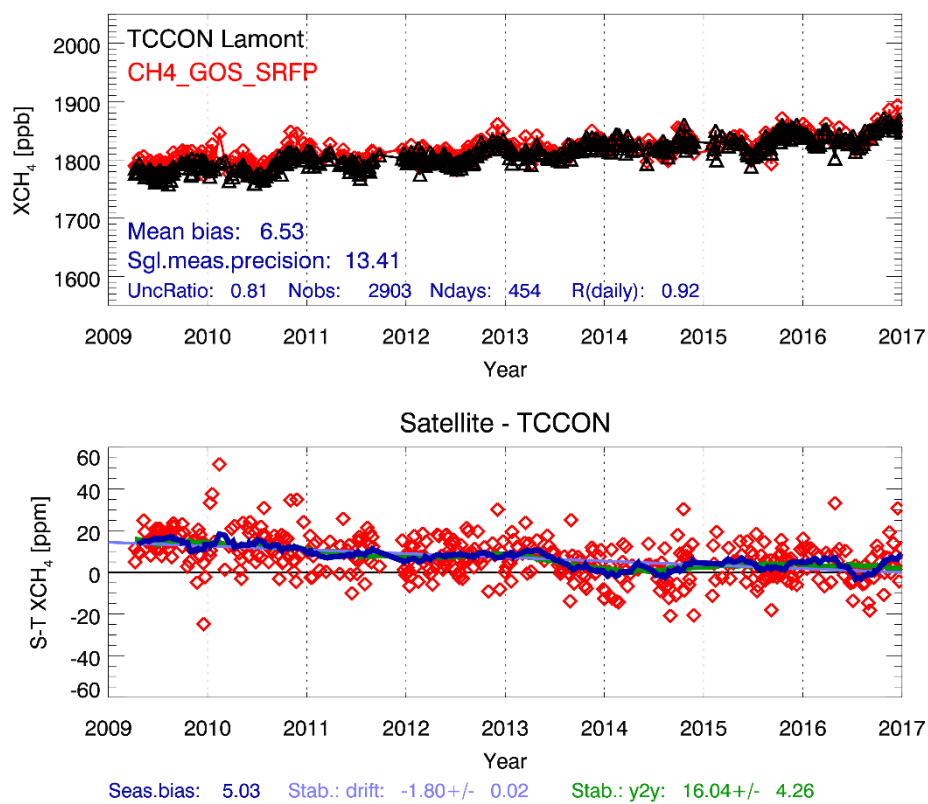 TCCON Lamont
CH4_GOS_SRFP
XCH4 [ppb]
2000
1900
1800
1700
1600
Mean bias: 6.53
Sgl.meas.precision: 13.41
UncRatio: 0.81 Nobs: 2903 Ndays: 454 R(daily): 0.92
2009 2010 2011 2012 2013 2014 2015 2016 2017
Year
Satellite - TCCON
S-T XCH4 [ppm]
60
40
20
0
-20
-40
-60
2009 2010 2011 2012 2013 2014 2015 2016 2017
Year
Seas.bias: 5.03 Stab.: drift: -1.80+/- 0.02 Stab.: y2y: 16.04+/- 4.26